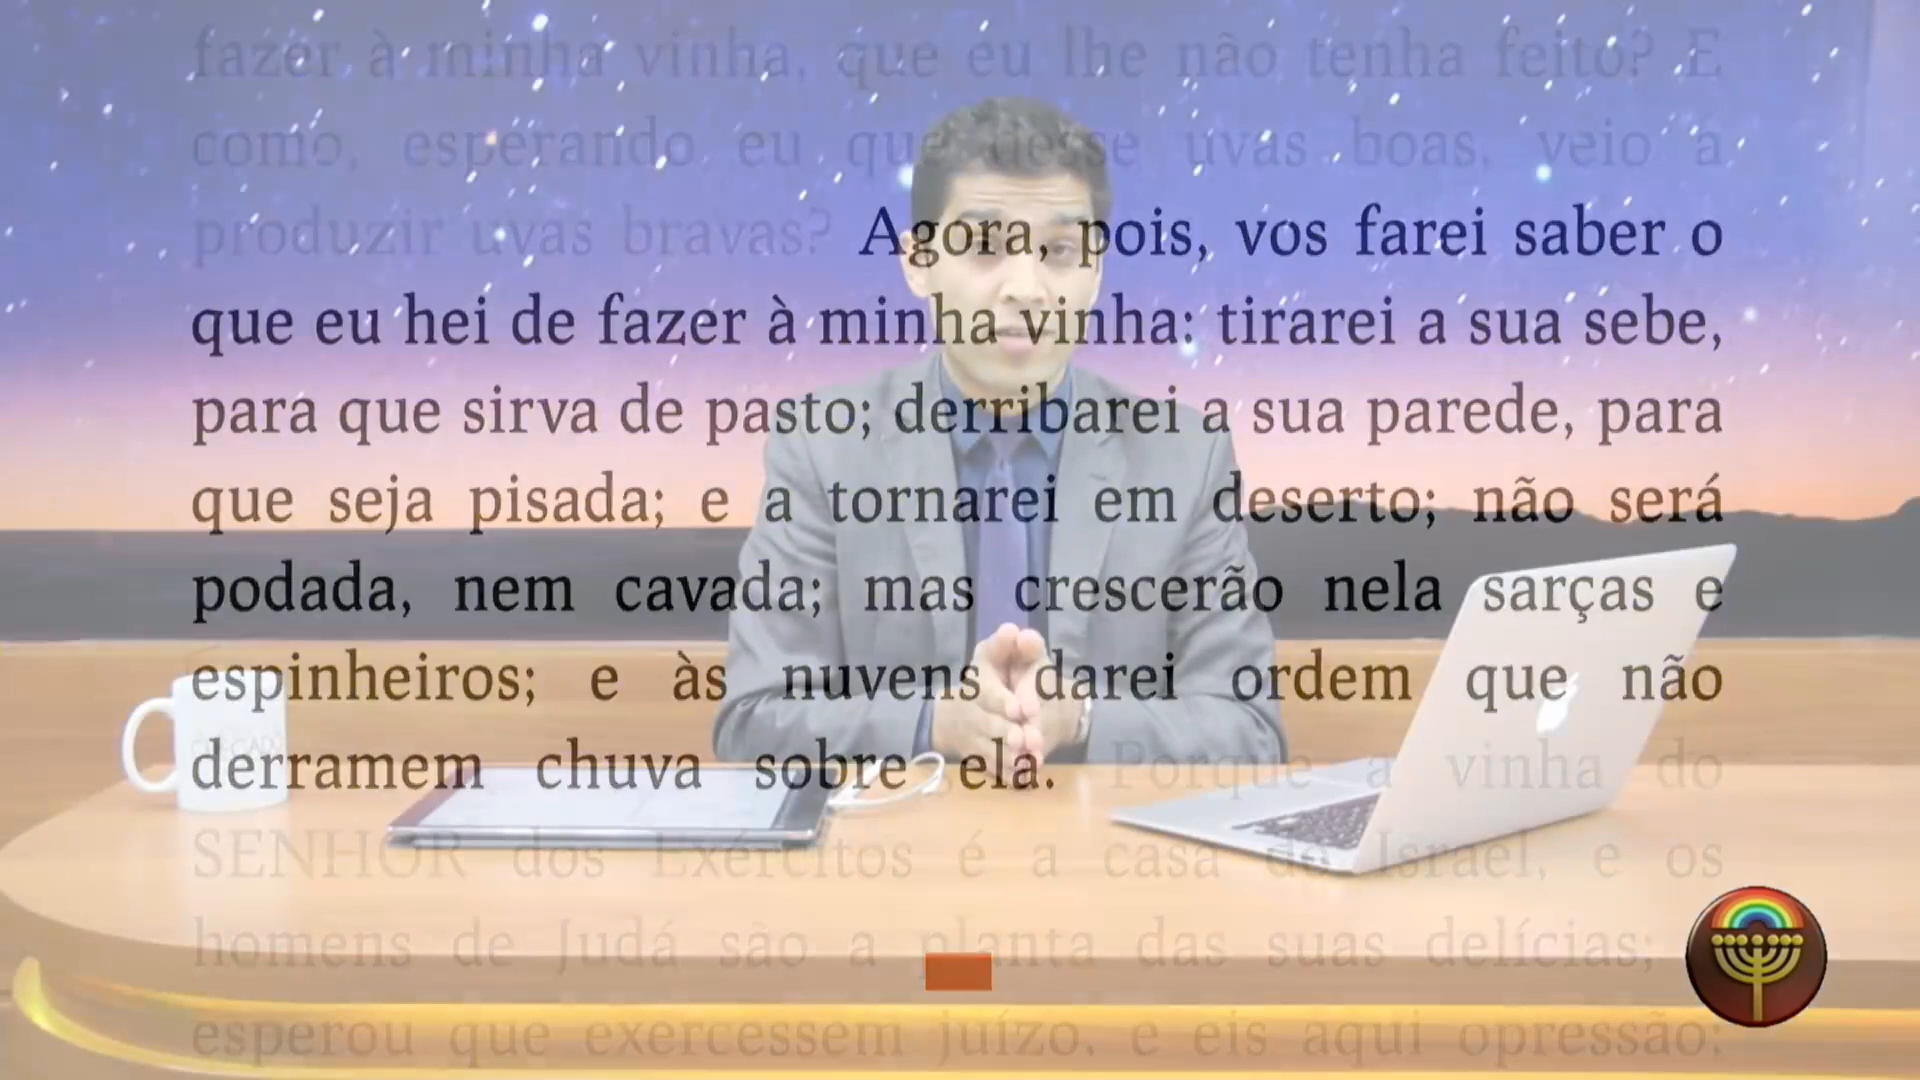 fazer à minha vinha, que eu lhe não tenha feito? E
como, esperando eu que desse uvas boas, veio a
produzir uvas bravas? Agora, pois, vos farei saber o
que eu hei de fazer à minha vinha: tirarei a sua sebe,
para que sirva de pasto; derribarei a sua parede, para
que seja pisada; e a tornarei em deserto; não será
podada, nem cavada; mas crescerão nela sarças e
espinheiros; e às nuvens darei ordem que não
derramem chuva sobre ela. Porque a vinha do
SENHOR dos Exércitos é a casa de Israel, e os
homens de Judá são a planta das suas delícias;
esperou que exercessem juízo, e eis aqui opressão;